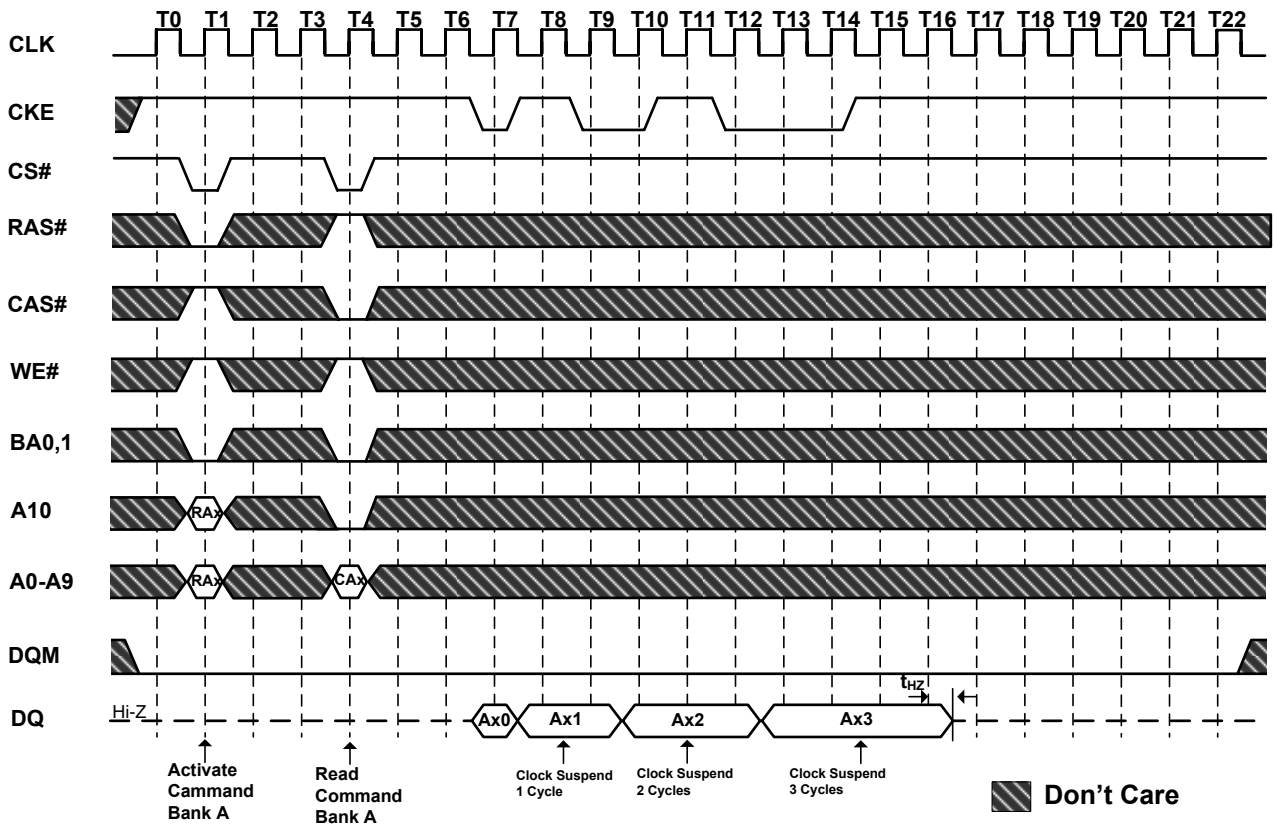 T0 T1 T2 T3 T4 T5 T6 T7 T8 T9 T10 T11 T12 T13 T14 T15 T16 T17 T18 T19 T20 T21 T22
CLK
CKE
CS#
RAS#
CAS#
WE#
BA0,1
A10
RAx
A0-A9
RAx
CAx
DQM
tHZ
DQ
Hi-Z
Ax0
Ax1
Ax2
Ax3
Activate
Cammand
Bank A
Read
Command
Bank A
Clock Suspend
1 Cycle
Clock Suspend
2 Cycles
Clock Suspend
3 Cycles
Don't Care